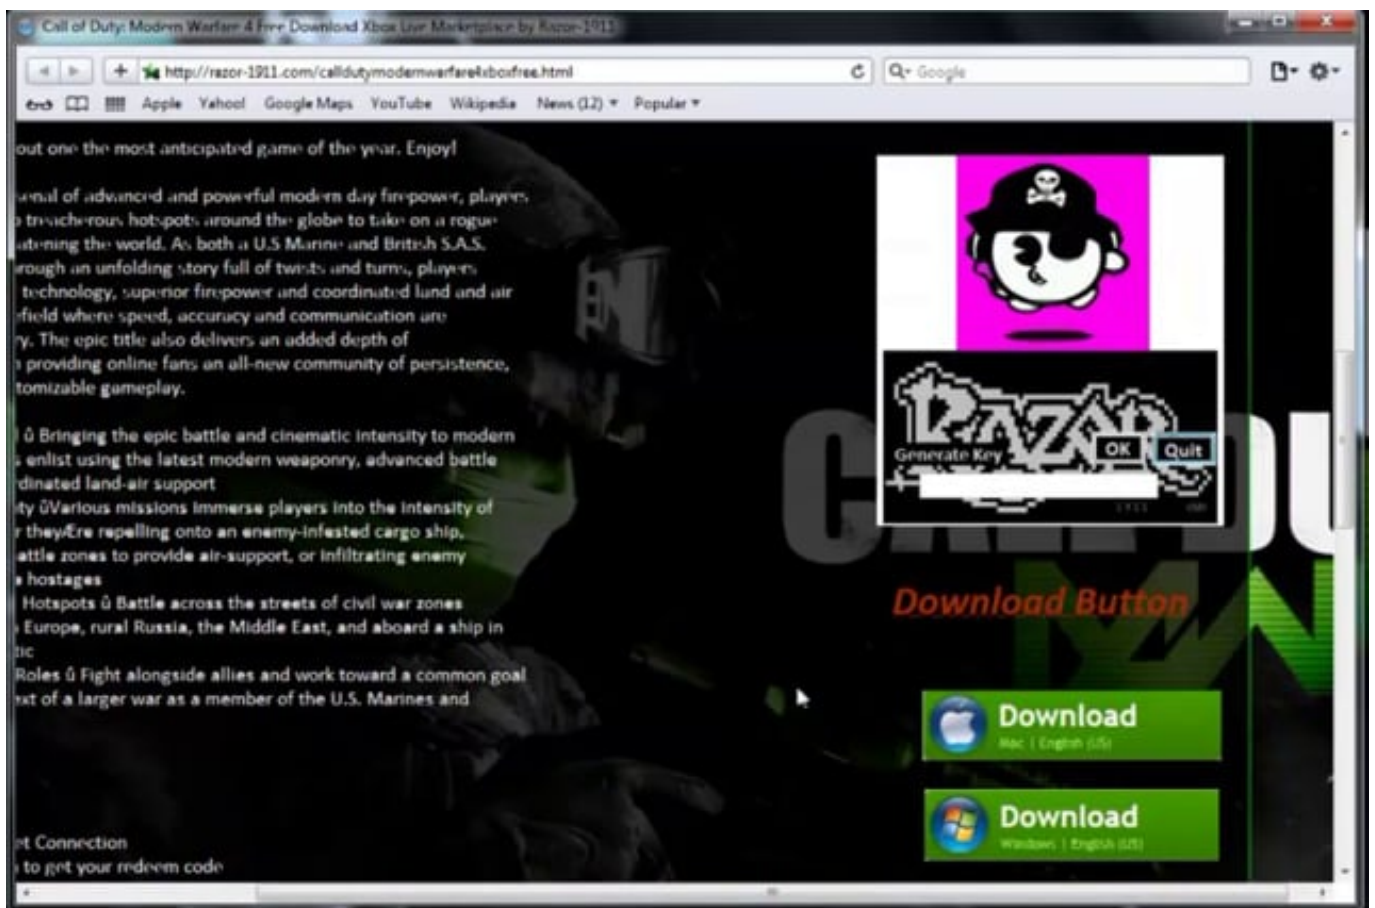 Call of Duty: Modern Warfare 4 Free Download Xbox Live Marketplace by Razor-1911
http://razor-1911.com/calldutymodernwarfare4xboxfree.html
Google
Apple Yahoo! Google Maps YouTube Wikipedia News (12) Popular
out one the most anticipated game of the year. Enjoy!
enal of advanced and powerful modern day firepower, players
treacherous hotspots around the globe to take on a rogue
atening the world. As both a U.S Marine and British S.A.S.
rough an unfolding story full of twists and turns, players
technology, superior firepower and coordinated land and air
efield where speed, accuracy and communication are
ry. The epic title also delivers an added depth of
providing online fans an all-new community of persistence,
tomizable gameplay.
û Bringing the epic battle and cinematic intensity to modern
enlist using the latest modern weaponry, advanced battle
rdinated land-air support
ty ûVarious missions immerse players into the intensity of
r theyÆre repelling onto an enemy-infested cargo ship,
attle zones to provide air-support, or infiltrating enemy
hostages
Hotspots û Battle across the streets of civil war zones
Europe, rural Russia, the Middle East, and aboard a ship in
tic
Roles û Fight alongside allies and work toward a common goal
ext of a larger war as a member of the U.S. Marines and
et Connection
to get your redeem code
RAZOR
Generate Key OK Quit
1911
CALL DU
MW
Download Button
Download
Mac | English (US)
Download
Windows | English (US)